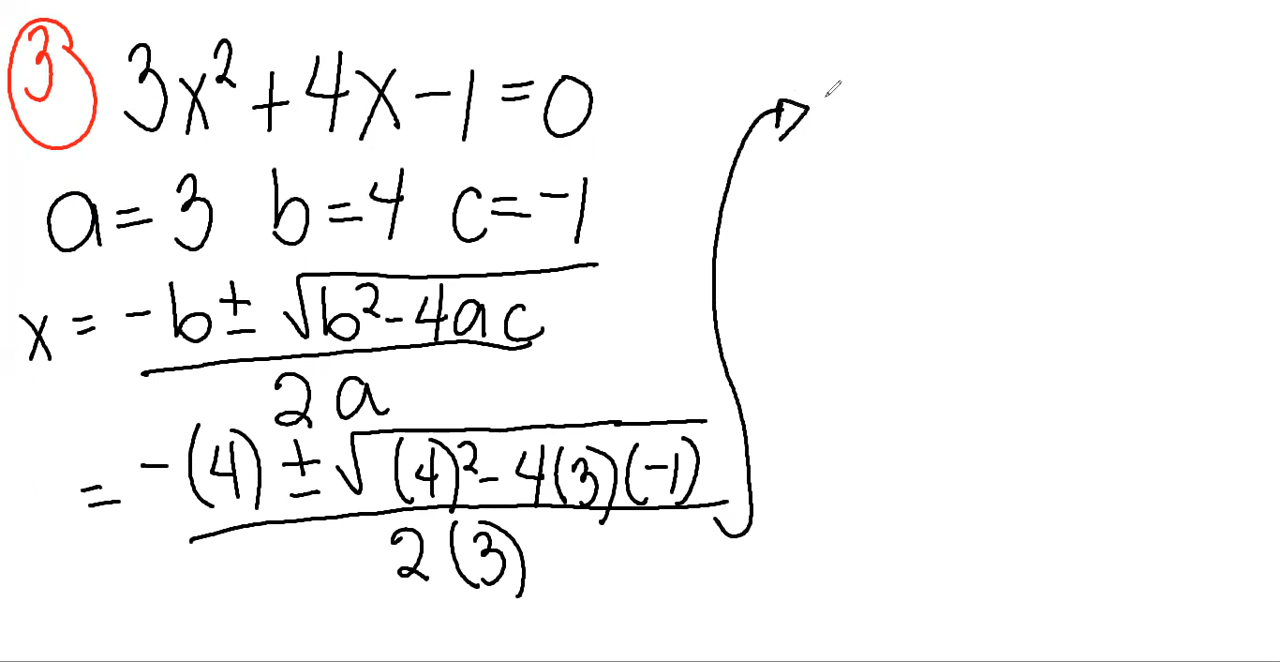 3 3x² + 4x - 1 = 0
a = 3 b = 4 c = -1
x = -b ± √b² - 4ac
2a
= -(4) ± √(4)² - 4(3)(-1)
2(3)